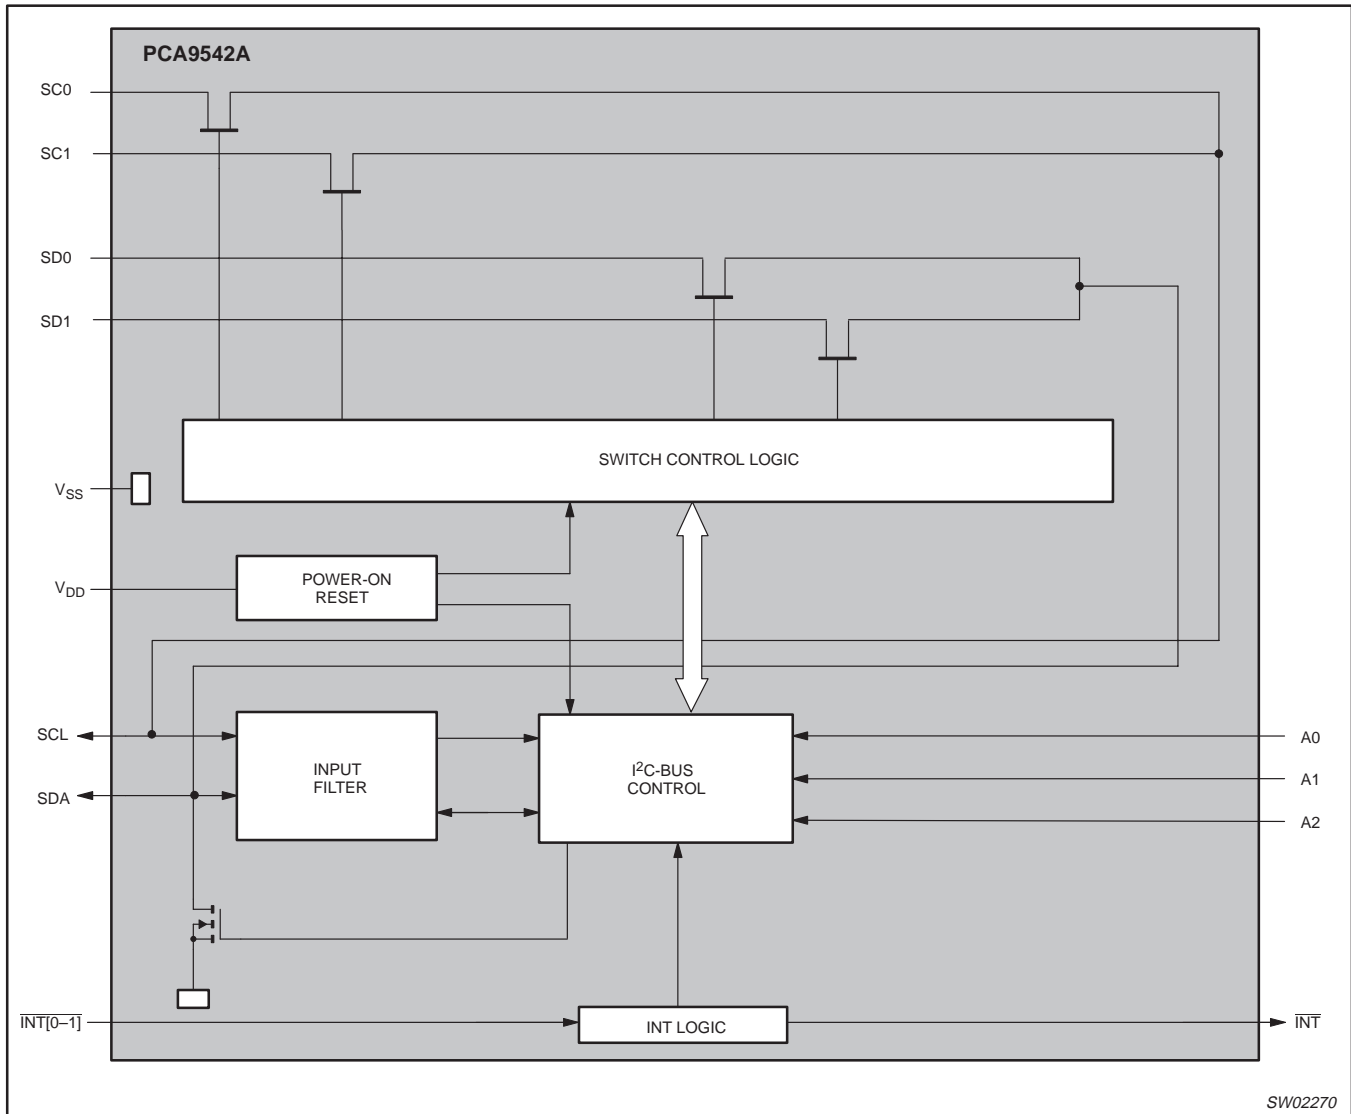 PCA9542A
SC0
SC1
SD0
SD1
SWITCH CONTROL LOGIC
VSS
POWER-ON
RESET
VDD
SCL
SDA
INPUT
FILTER
I²C-BUS
CONTROL
A0
A1
A2
INT[0–1]
INT LOGIC
INT
SW02270